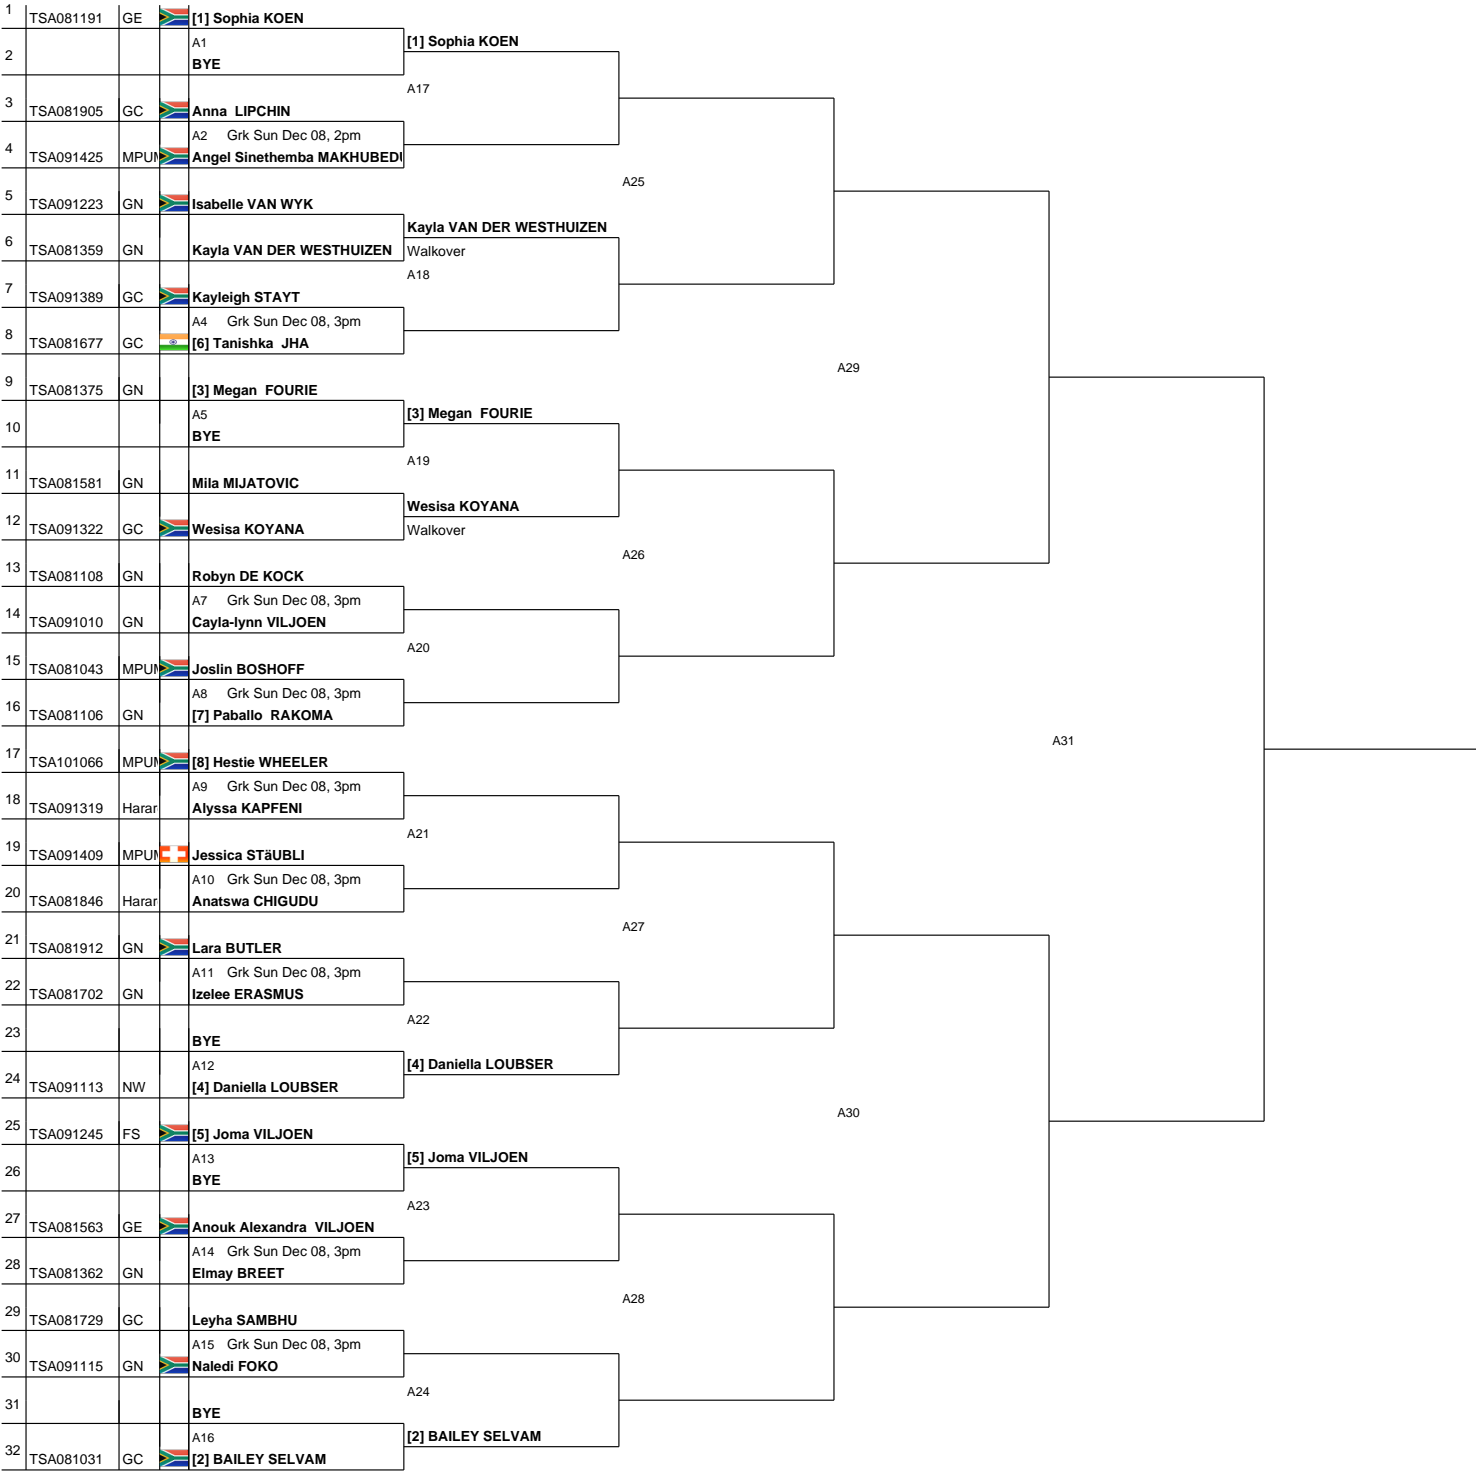 1 TSA081191 GE [1] Sophia KOEN
A1 [1] Sophia KOEN
2 BYE
A17
3 TSA081905 GC Anna LIPCHIN
A2 Grk Sun Dec 08, 2pm
4 TSA091425 MPUM Angel Sinethemba MAKHUBEDU
A25
5 TSA091223 GN Isabelle VAN WYK
Kayla VAN DER WESTHUIZEN
6 TSA081359 GN Kayla VAN DER WESTHUIZEN Walkover
A18
7 TSA091389 GC Kayleigh STAYT
A4 Grk Sun Dec 08, 3pm
8 TSA081677 GC [6] Tanishka JHA
A29
9 TSA081375 GN [3] Megan FOURIE
A5 [3] Megan FOURIE
10 BYE
A19
11 TSA081581 GN Mila MIJATOVIC
Wesisa KOYANA
12 TSA091322 GC Wesisa KOYANA Walkover
A26
13 TSA081108 GN Robyn DE KOCK
A7 Grk Sun Dec 08, 3pm
14 TSA091010 GN Cayla-lynn VILJOEN
A20
15 TSA081043 MPUM Joslin BOSHOFF
A8 Grk Sun Dec 08, 3pm
16 TSA081106 GN [7] Paballo RAKOMA
A31
17 TSA101066 MPUM [8] Hestie WHEELER
A9 Grk Sun Dec 08, 3pm
18 TSA091319 Harar Alyssa KAPFENI
A21
19 TSA091409 MPUM Jessica STäUBLI
A10 Grk Sun Dec 08, 3pm
20 TSA081846 Harar Anatswa CHIGUDU
A27
21 TSA081912 GN Lara BUTLER
A11 Grk Sun Dec 08, 3pm
22 TSA081702 GN Izelee ERASMUS
A22
23 BYE
A12 [4] Daniella LOUBSER
24 TSA091113 NW [4] Daniella LOUBSER
A30
25 TSA091245 FS [5] Joma VILJOEN
A13 [5] Joma VILJOEN
26 BYE
A23
27 TSA081563 GE Anouk Alexandra VILJOEN
A14 Grk Sun Dec 08, 3pm
28 TSA081362 GN Elmay BREET
A28
29 TSA081729 GC Leyha SAMBHU
A15 Grk Sun Dec 08, 3pm
30 TSA091115 GN Naledi FOKO
A24
31 BYE
A16 [2] BAILEY SELVAM
32 TSA081031 GC [2] BAILEY SELVAM